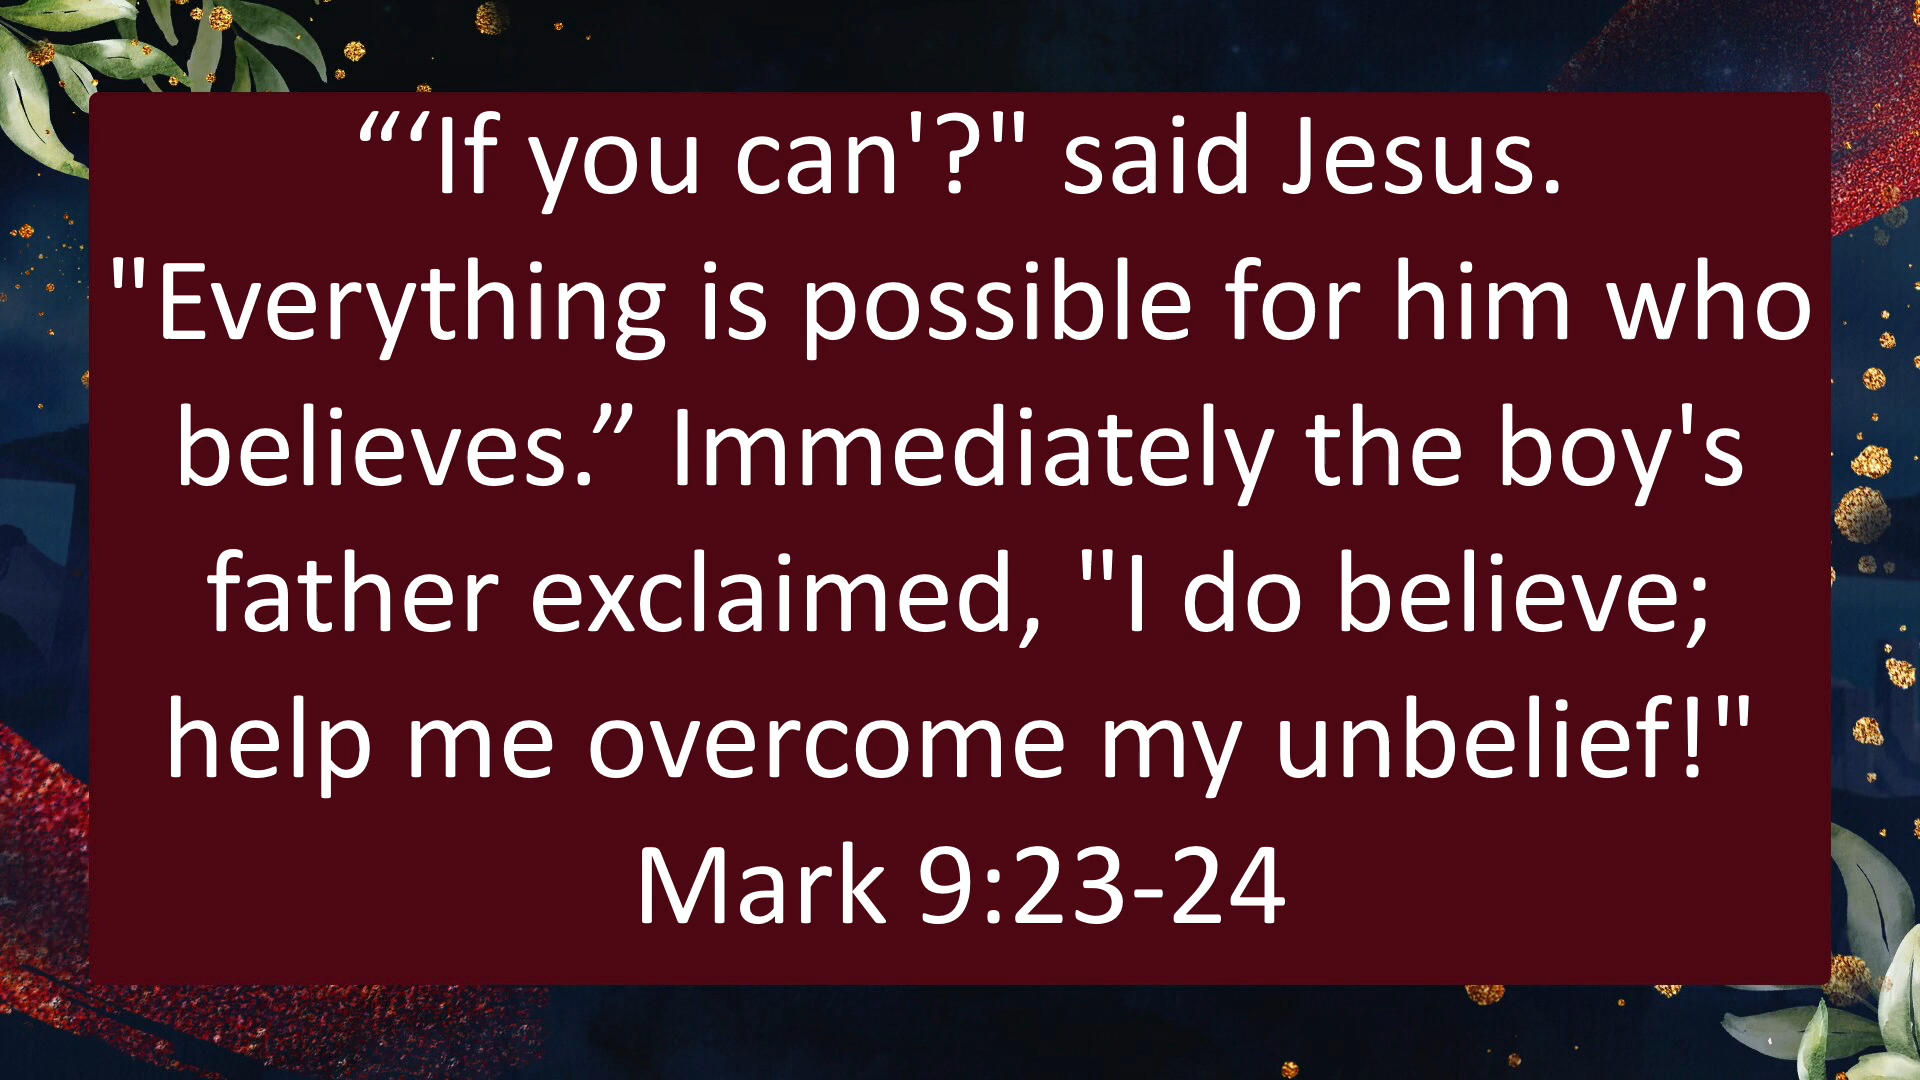 “‘If you can'?" said Jesus.
"Everything is possible for him who
believes.” Immediately the boy's
father exclaimed, "I do believe;
help me overcome my unbelief!"
Mark 9:23-24